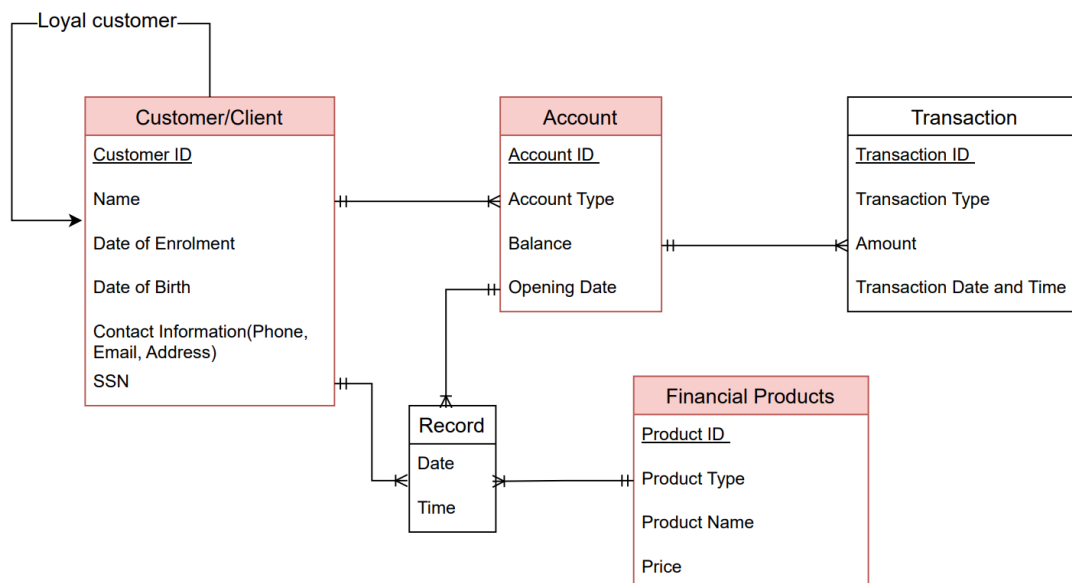 Loyal customer
Customer/Client
Customer ID
Name
Date of Enrolment
Date of Birth
Contact Information(Phone,
Email, Address)
SSN
Account
Account ID
Account Type
Balance
Opening Date
Transaction
Transaction ID
Transaction Type
Amount
Transaction Date and Time
Record
Date
Time
Financial Products
Product ID
Product Type
Product Name
Price